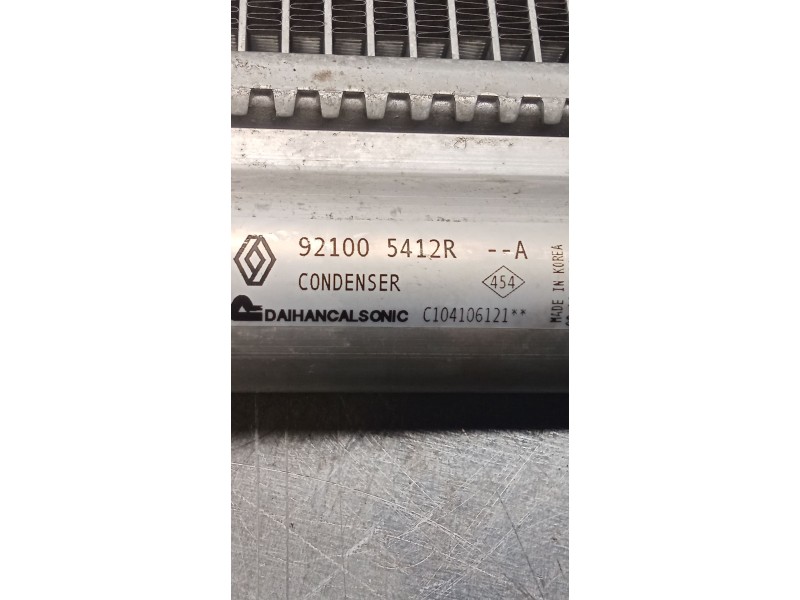 92100 5412R --A
CONDENSER 454
DAIHANCALSONIC C104106121**
MADE IN KOREA